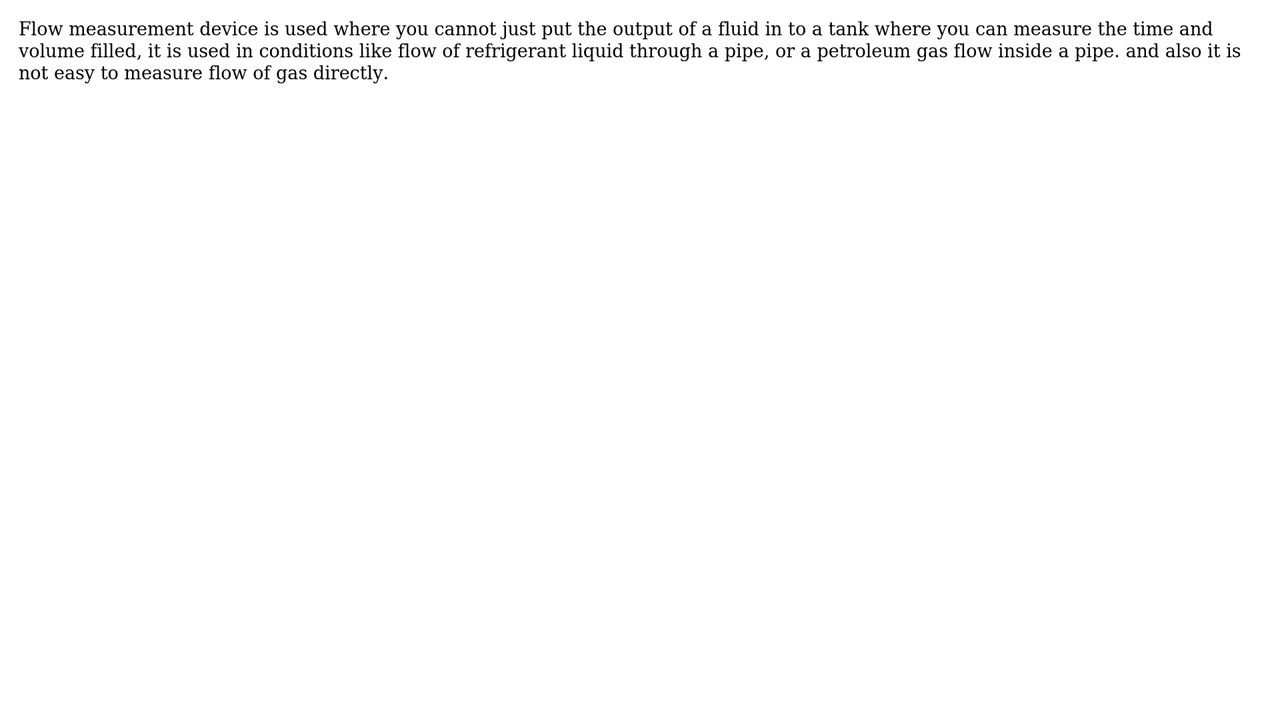 Flow measurement device is used where you cannot just put the output of a fluid in to a tank where you can measure the time and
volume filled, it is used in conditions like flow of refrigerant liquid through a pipe, or a petroleum gas flow inside a pipe. and also it is
not easy to measure flow of gas directly.